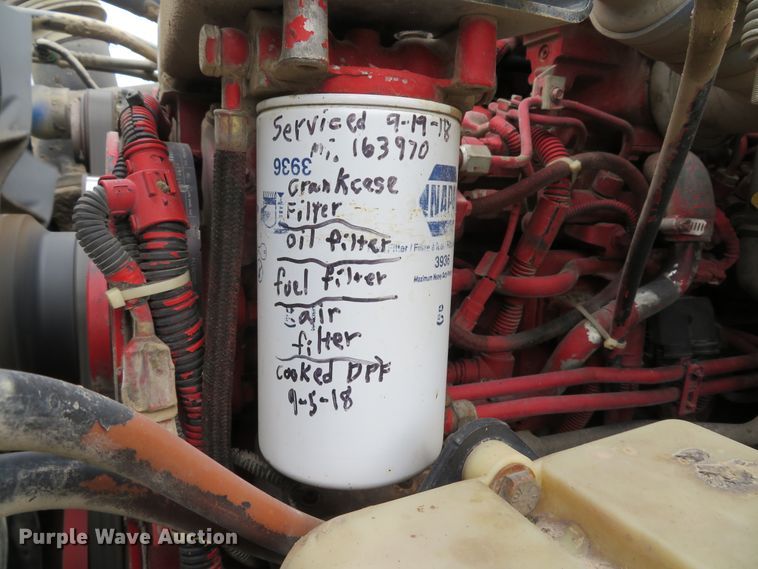 Serviced 9-19-18
Mi. 163970
3936
Crankcase
Filter
oil filter
fuel filter
air
filter
cooked DPF
9-5-18
NAPA
3936
Purple Wave Auction